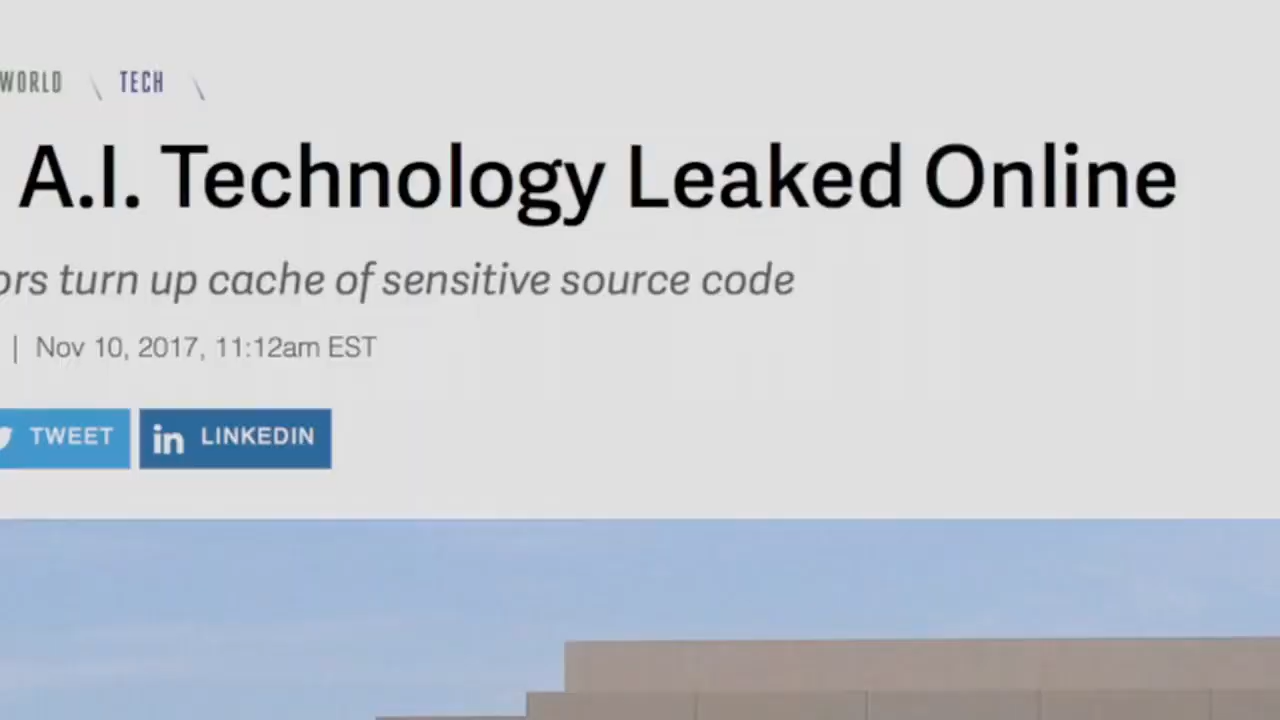 WORLD \ TECH \
A.I. Technology Leaked Online
ors turn up cache of sensitive source code
| Nov 10, 2017, 11:12am EST
TWEET in LINKEDIN